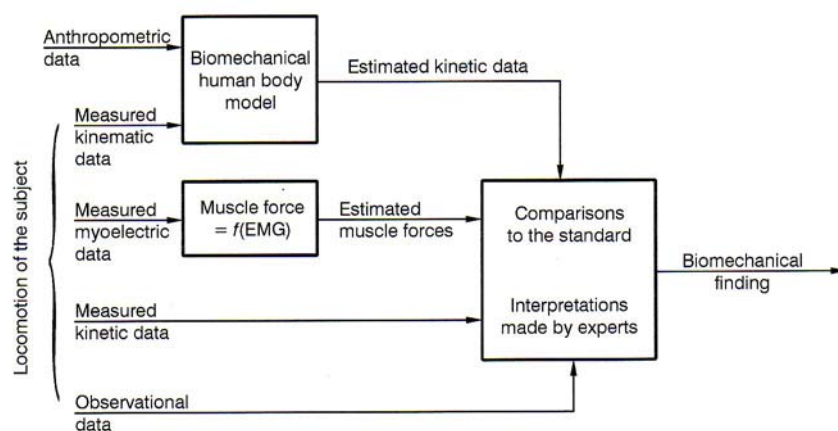 Anthropometric
data
Biomechanical
human body
model
Estimated kinetic data
Measured
kinematic
data
Locomotion of the subject
Measured
myoelectric
data
Muscle force
= f(EMG)
Estimated
muscle forces
Comparisons
to the standard
Interpretations
made by experts
Biomechanical
finding
Measured
kinetic data
Observational
data